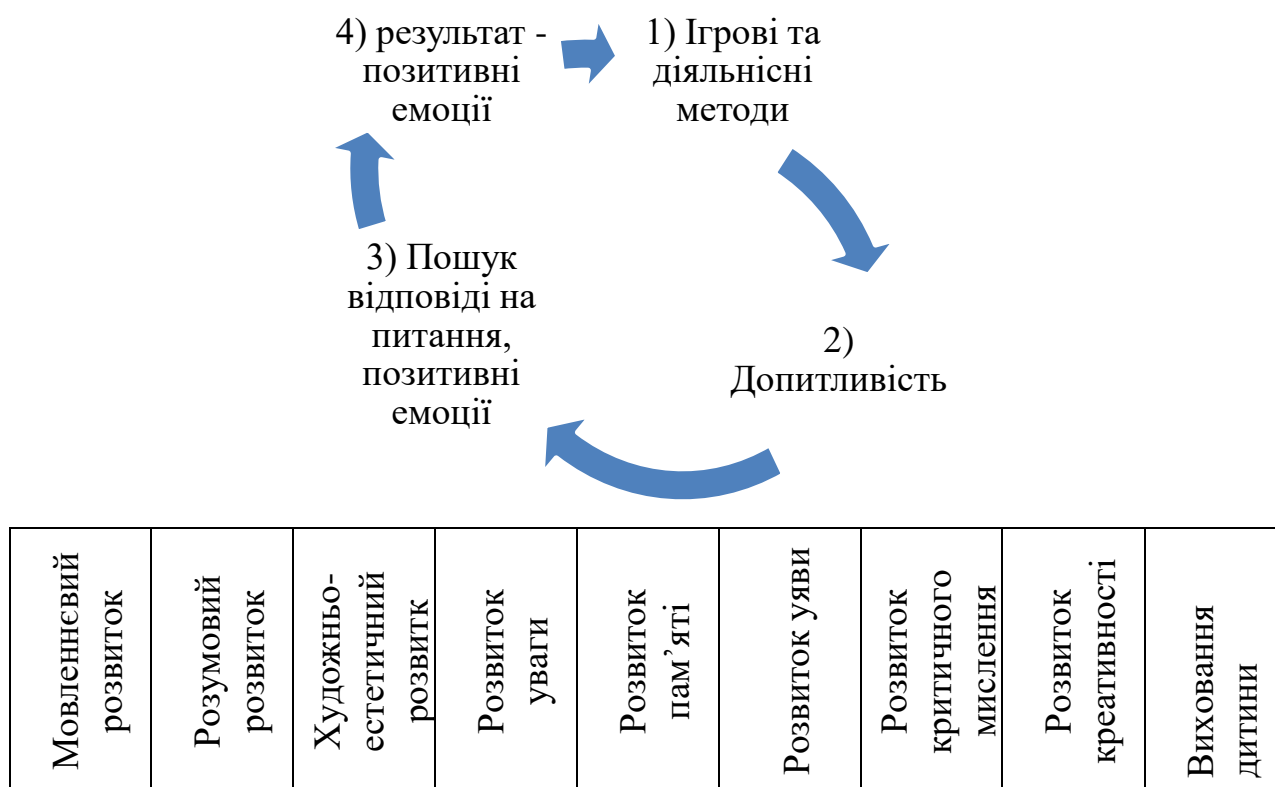 4) результат -
позитивні
емоції
1) Ігрові та
діяльнісні
методи
2)
Допитливість
3) Пошук
відповіді на
питання,
позитивні
емоції
Мовленнєвий
розвиток
Розумовий
розвиток
Художньо-
естетичний
розвитк
Розвиток
уваги
Розвиток
пам’яті
Розвиток уяви
Розвиток
критичного
мислення
Розвиток
креативності
Виховання
дитини